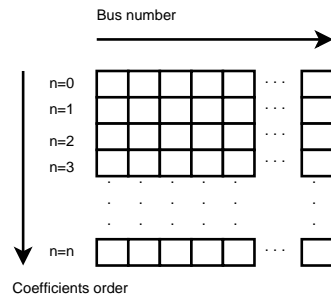 Bus number
n=0
n=1
n=2
n=3
n=n
Coefficients order